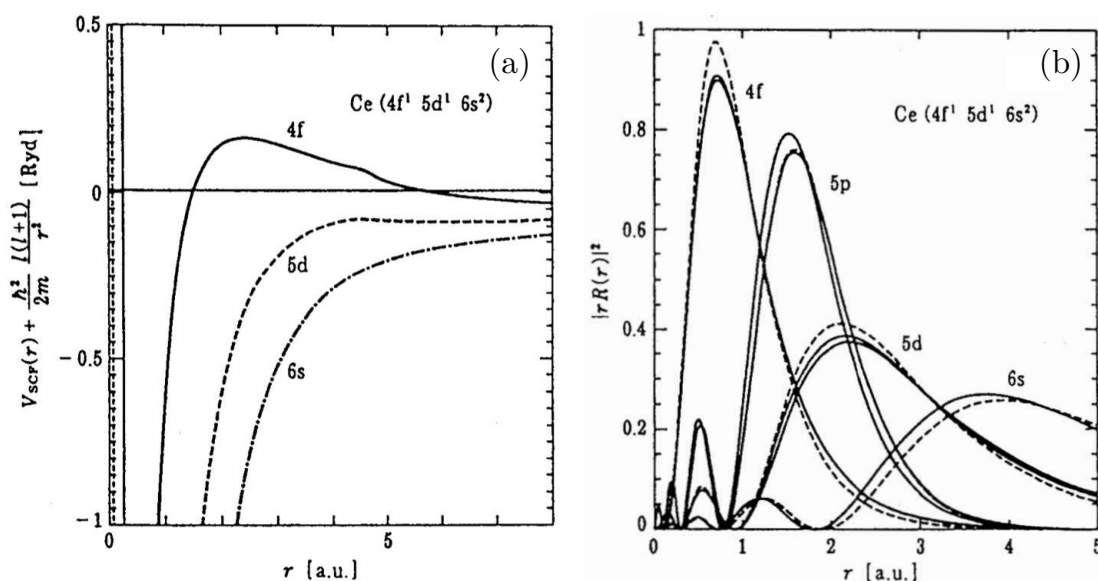 0.5
(a)
Ce (4f¹ 5d¹ 6s²)
4f
0
5d
6s
−0.5
−1
0
5
r [a.u.]
V_SCF(r) + ℏ²/2m l(l+1)/r² [Ryd]
1
(b)
4f
Ce (4f¹ 5d¹ 6s²)
0.8
5p
0.6
0.4
5d
6s
0.2
0
0
1
2
3
4
5
r [a.u.]
|rR(r)|²